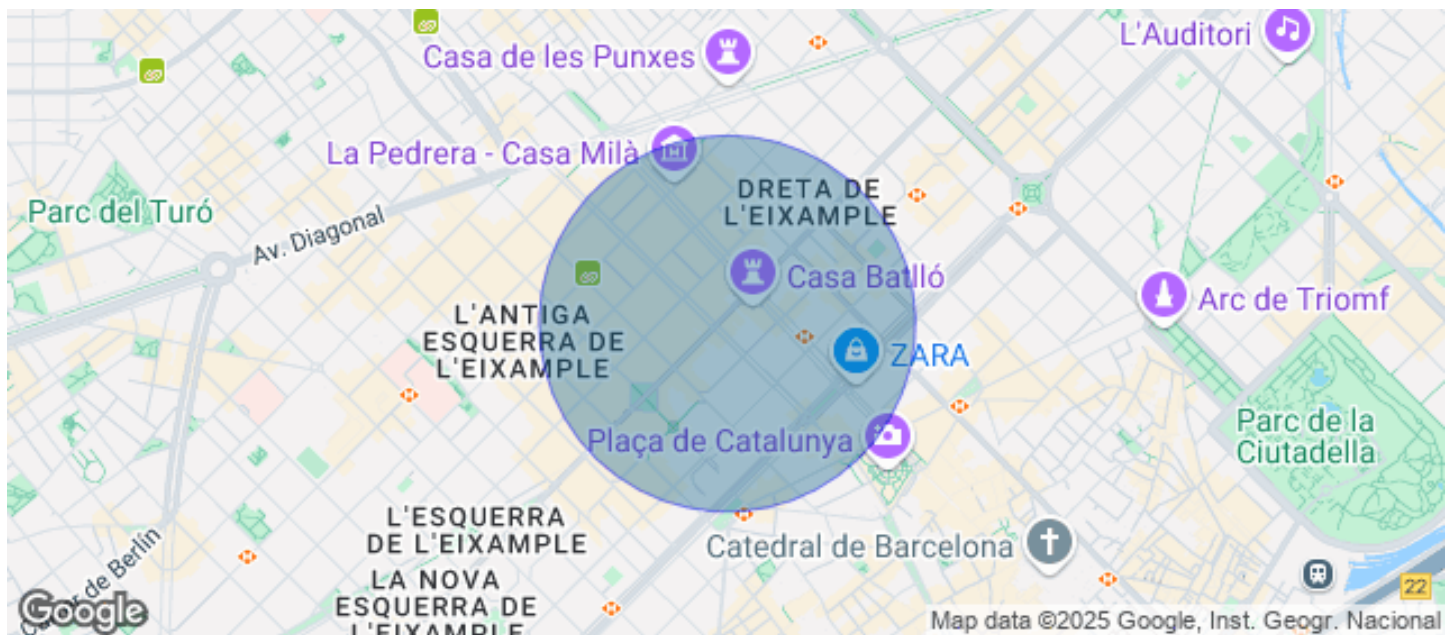 L'Auditori
Casa de les Punxes
La Pedrera - Casa Milà
DRETA DE
L'EIXAMPLE
Parc del Turó
Av. Diagonal
Casa Batlló
Arc de Triomf
L'ANTIGA
ESQUERRA DE
L'EIXAMPLE
ZARA
Parc de la
Ciutadella
Plaça de Catalunya
L'ESQUERRA
DE L'EIXAMPLE
Catedral de Barcelona
de Berlín
LA NOVA
ESQUERRA DE
L'EIXAMPLE
22
Google
Map data ©2025 Google, Inst. Geogr. Nacional